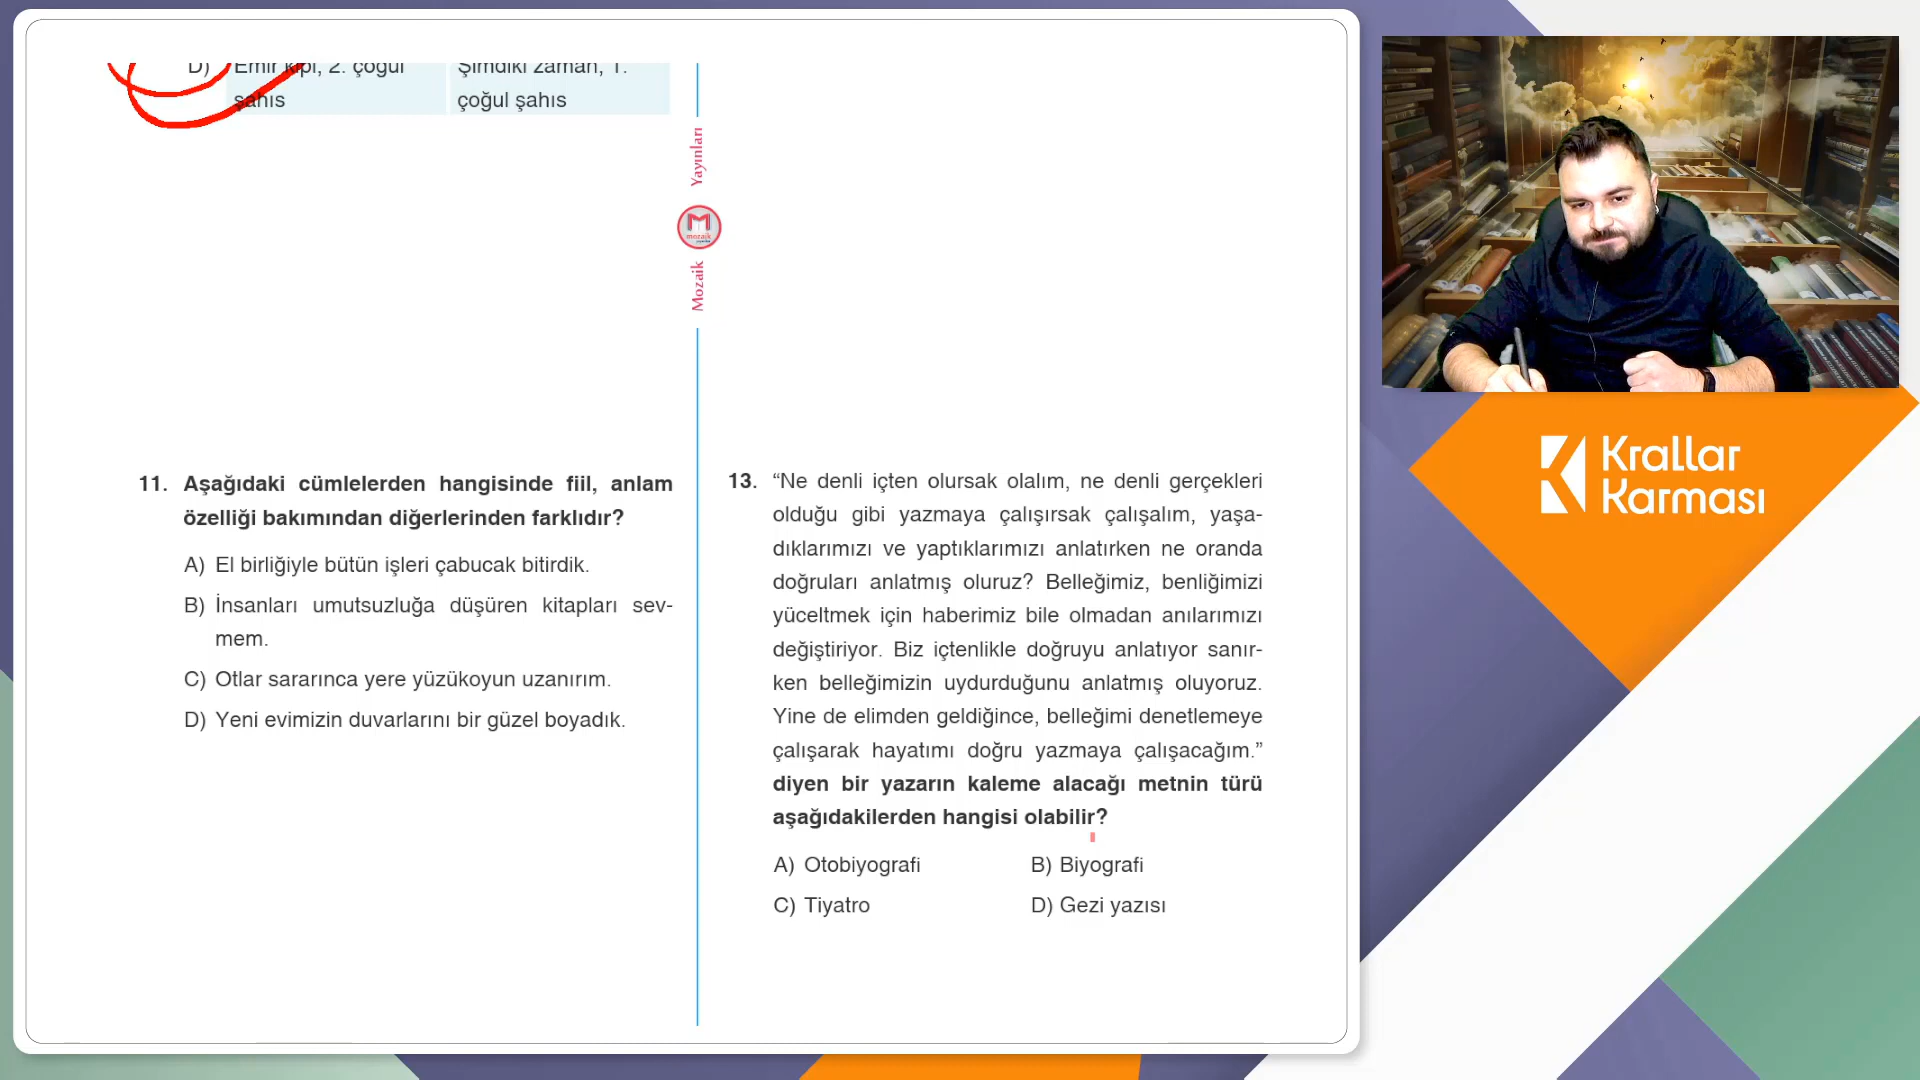 D) Emir kipi, 2. çoğul
şahıs
Şimdiki zaman, 1.
çoğul şahıs
Mozaik Yayınları
mozaik
11. Aşağıdaki cümlelerden hangisinde fiil, anlam
özelliği bakımından diğerlerinden farklıdır?
A) El birliğiyle bütün işleri çabucak bitirdik.
B) İnsanları umutsuzluğa düşüren kitapları sev-
mem.
C) Otlar sararınca yere yüzükoyun uzanırım.
D) Yeni evimizin duvarlarını bir güzel boyadık.
13. “Ne denli içten olursak olalım, ne denli gerçekleri
olduğu gibi yazmaya çalışırsak çalışalım, yaşa-
dıklarımızı ve yaptıklarımızı anlatırken ne oranda
doğruları anlatmış oluruz? Belleğimiz, benliğimizi
yüceltmek için haberimiz bile olmadan anılarımızı
değiştiriyor. Biz içtenlikle doğruyu anlatıyor sanır-
ken belleğimizin uydurduğunu anlatmış oluyoruz.
Yine de elimden geldiğince, belleğimi denetlemeye
çalışarak hayatımı doğru yazmaya çalışacağım.”
diyen bir yazarın kaleme alacağı metnin türü
aşağıdakilerden hangisi olabilir?
A) Otobiyografi
B) Biyografi
C) Tiyatro
D) Gezi yazısı
Krallar
Karması